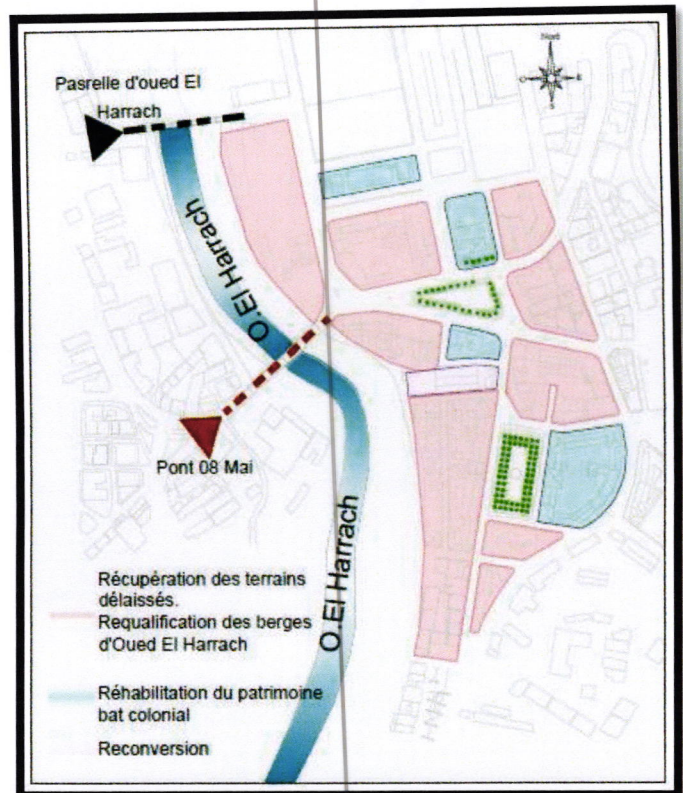 Nord
O
E
S
Pasrelle d'oued El
Harrach
O.El Harrach
Pont 08 Mai
O.El Harrach
Récupération des terrains
délaissés.
Requalification des berges
d'Oued El Harrach
Réhabilitation du patrimoine
bat colonial
Reconversion